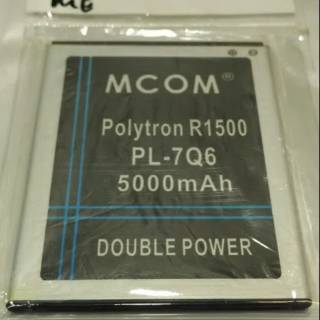 MCOM®
Polytron R1500
PL-7Q6
5000mAh
DOUBLE POWER